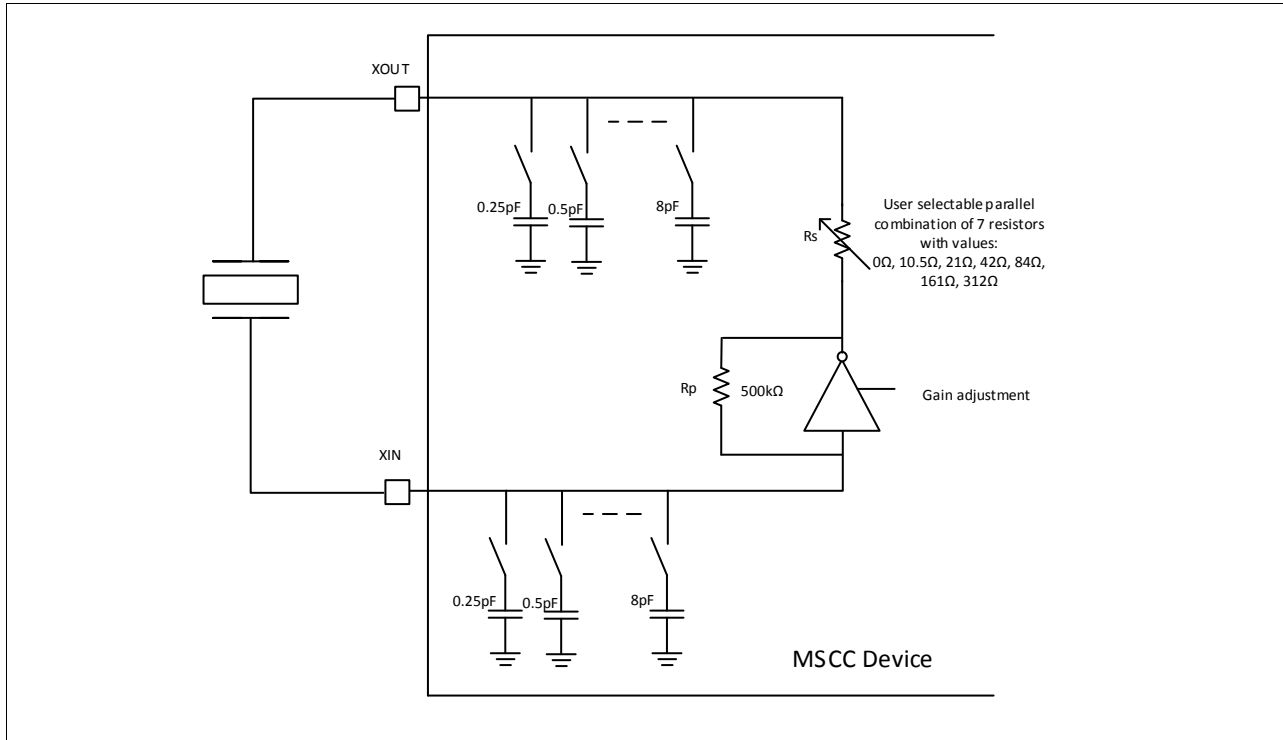 XOUT
0.25pF
0.5pF
8pF
Rs
User selectable parallel
combination of 7 resistors
with values:
0Ω, 10.5Ω, 21Ω, 42Ω, 84Ω,
161Ω, 312Ω
Rp
500kΩ
Gain adjustment
XIN
0.25pF
0.5pF
8pF
MSCC Device